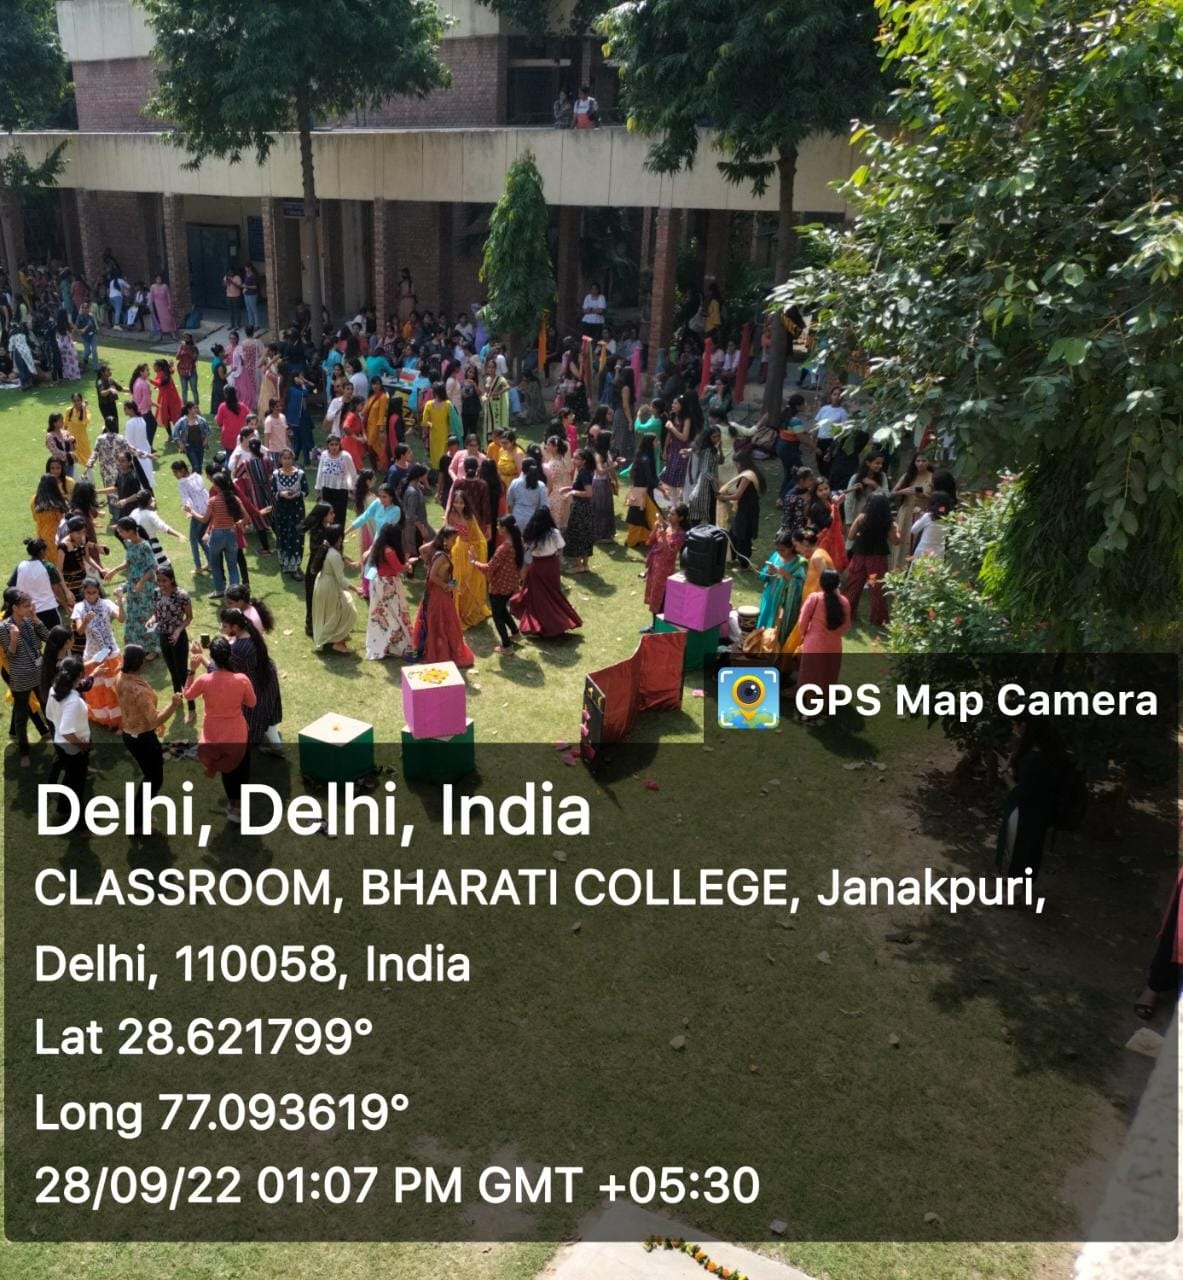 GPS Map Camera
Delhi, Delhi, India
CLASSROOM, BHARATI COLLEGE, Janakpuri,
Delhi, 110058, India
Lat 28.621799°
Long 77.093619°
28/09/22 01:07 PM GMT +05:30